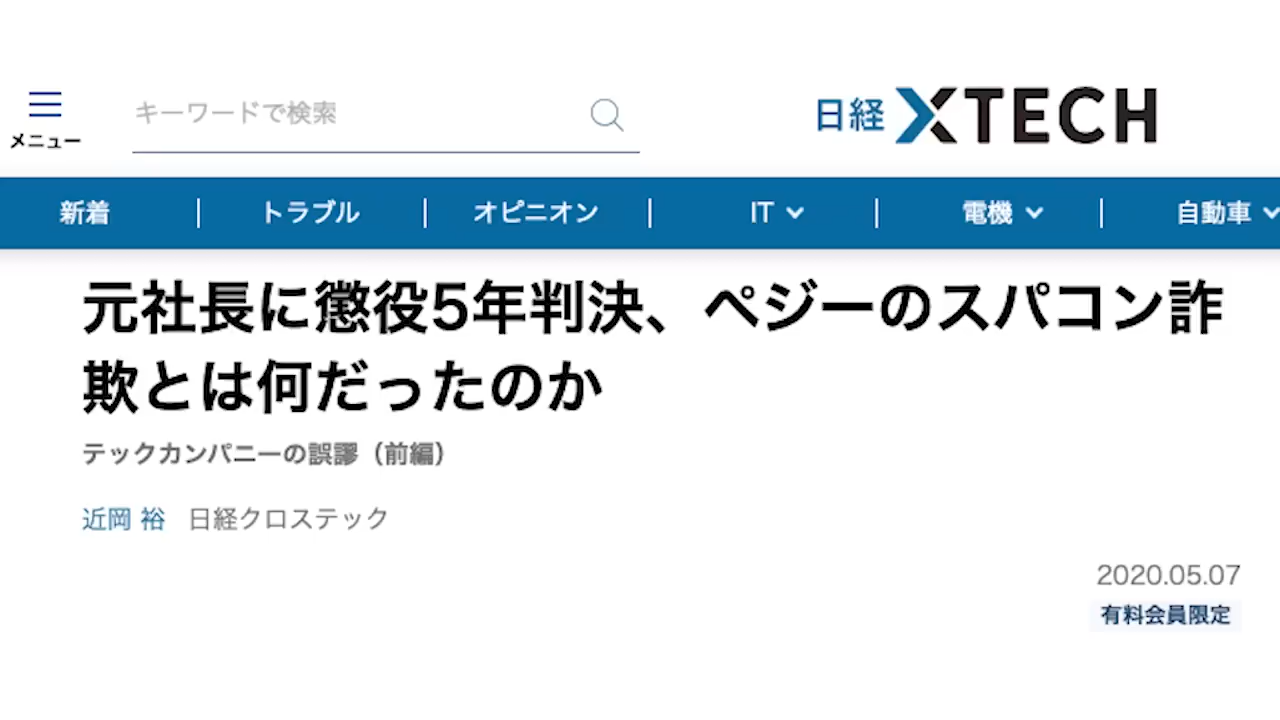 メニュー
キーワードで検索
日経 XTECH
新着 | トラブル | オピニオン | IT | 電機 | 自動車
元社長に懲役5年判決、ペジーのスパコン詐
欺とは何だったのか
テックカンパニーの誤謬（前編）
近岡 裕 日経クロステック
2020.05.07
有料会員限定